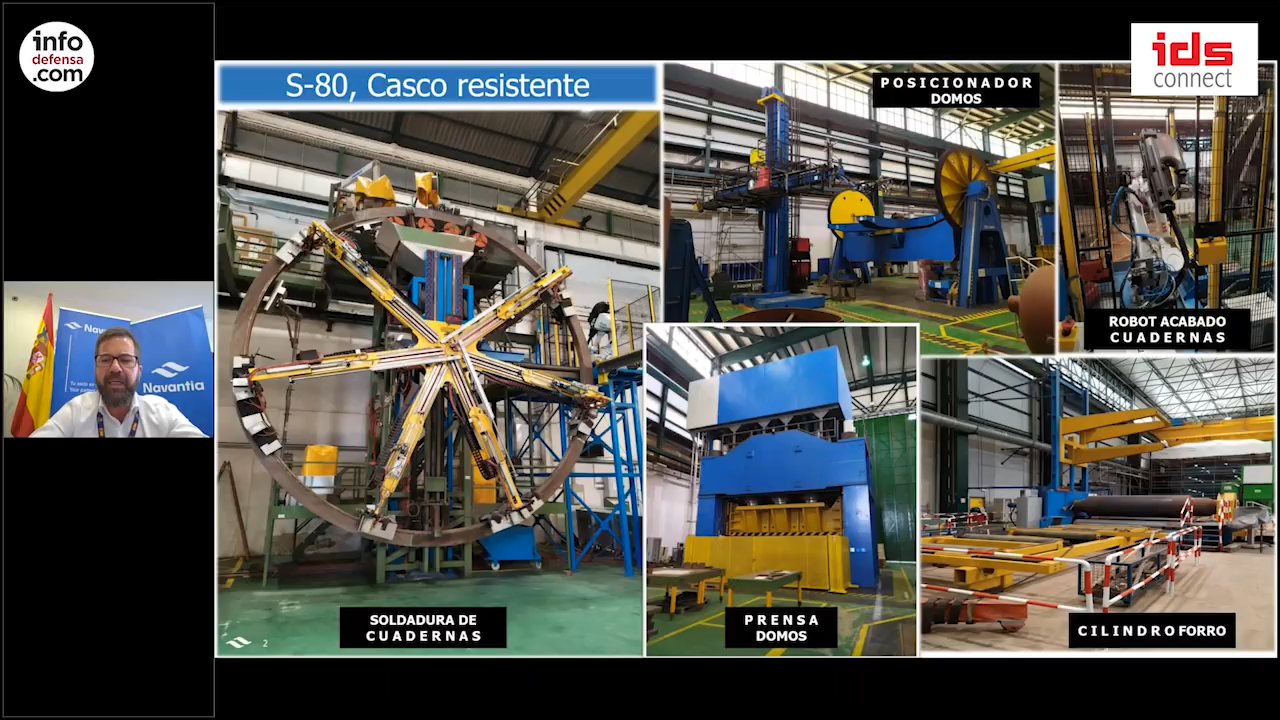 info
defensa
.com
ids
connect
S-80, Casco resistente
POSICIONADOR
DOMOS
ROBOT ACABADO
CUADERNAS
Navantia
SOLDADURA DE
CUADERNAS
PRENSA
DOMOS
CILINDRO FORRO
2